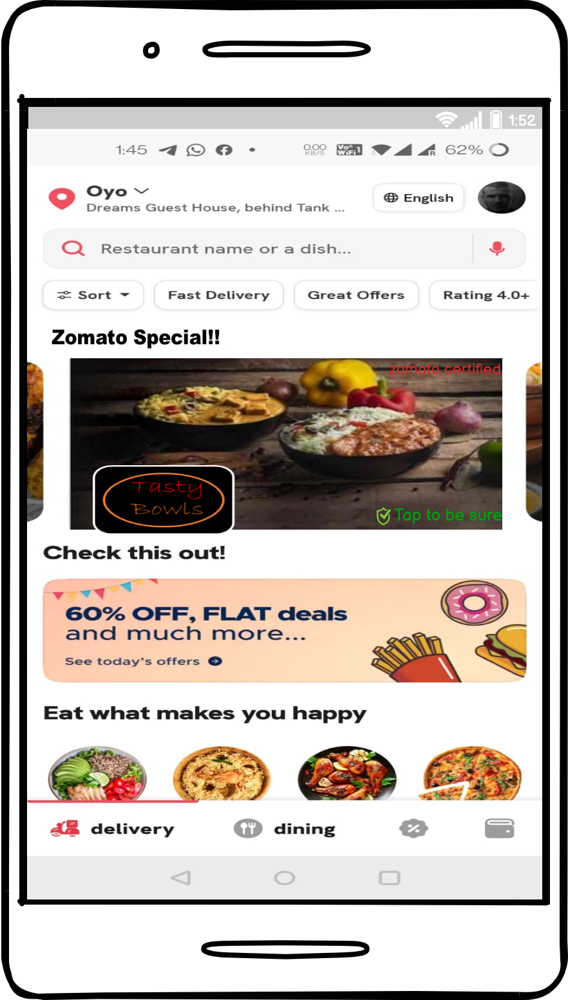 1:52
1:45
0.00
KB/S
Vo))
WiFi 1
R
62%
Oyo
Dreams Guest House, behind Tank ...
English
Restaurant name or a dish...
Sort
Fast Delivery
Great Offers
Rating 4.0+
Zomato Special!!
zomato certified
Tasty
Bowls
Tap to be sure
Check this out!
60% OFF, FLAT deals
and much more...
See today's offers
Eat what makes you happy
delivery
dining